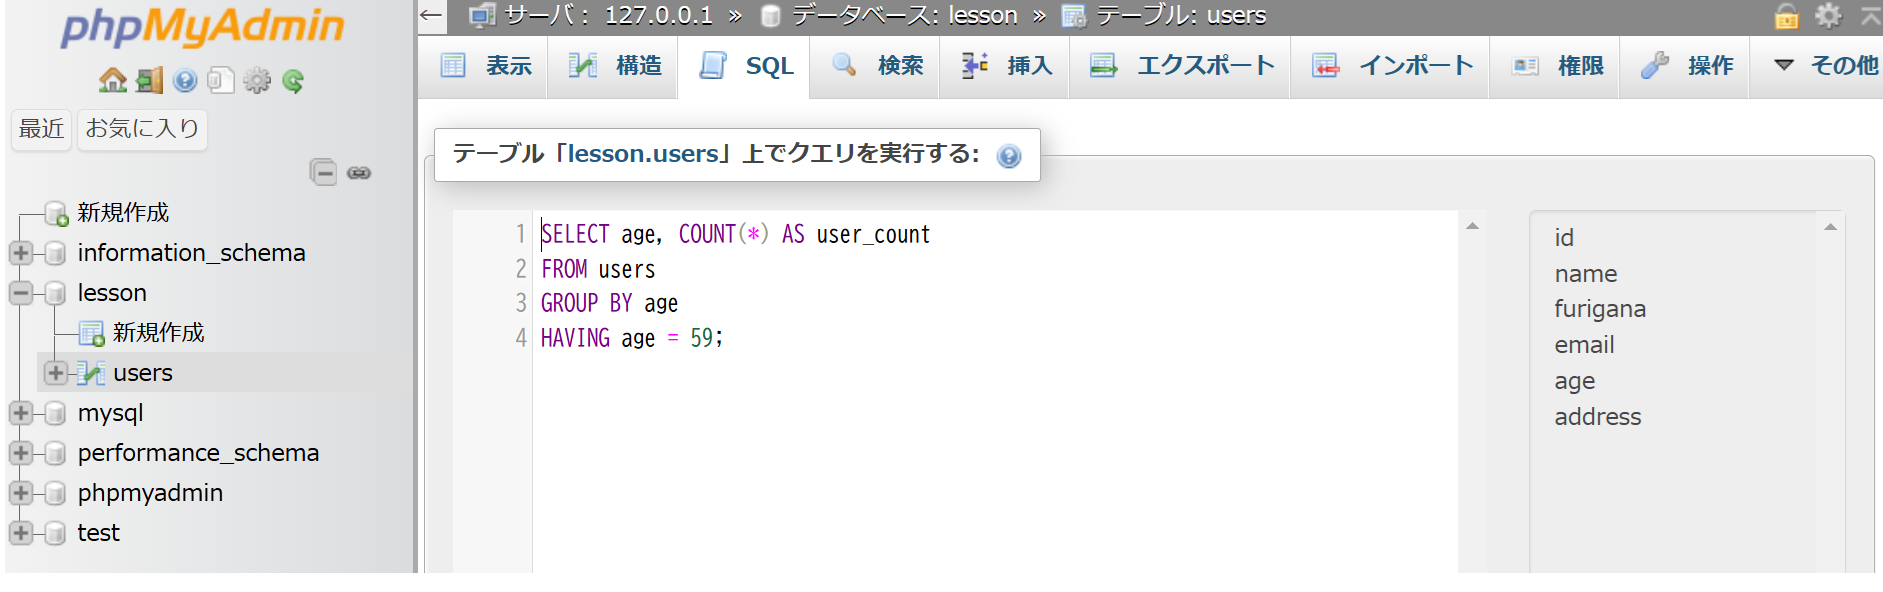 phpMyAdmin
最近 お気に入り
新規作成
information_schema
lesson
新規作成
users
mysql
performance_schema
phpmyadmin
test
← サーバ： 127.0.0.1 » データベース: lesson » テーブル: users
表示 構造 SQL 検索 挿入 エクスポート インポート 権限 操作 その他
テーブル「lesson.users」上でクエリを実行する:
1 SELECT age, COUNT(*) AS user_count
2 FROM users
3 GROUP BY age
4 HAVING age = 59;
id
name
furigana
email
age
address